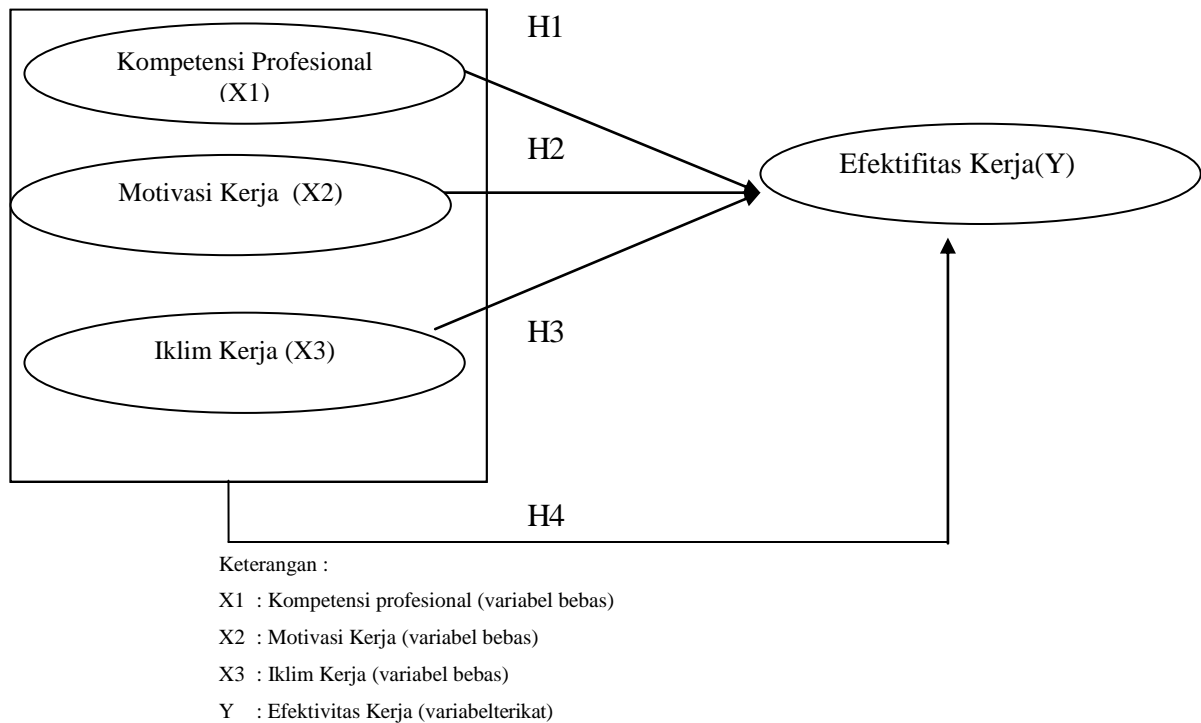 H1
Kompetensi Profesional
(X1)
H2
Efektifitas Kerja(Y)
Motivasi Kerja (X2)
H3
Iklim Kerja (X3)
H4
Keterangan :
X1 : Kompetensi profesional (variabel bebas)
X2 : Motivasi Kerja (variabel bebas)
X3 : Iklim Kerja (variabel bebas)
Y : Efektivitas Kerja (variabelterikat)